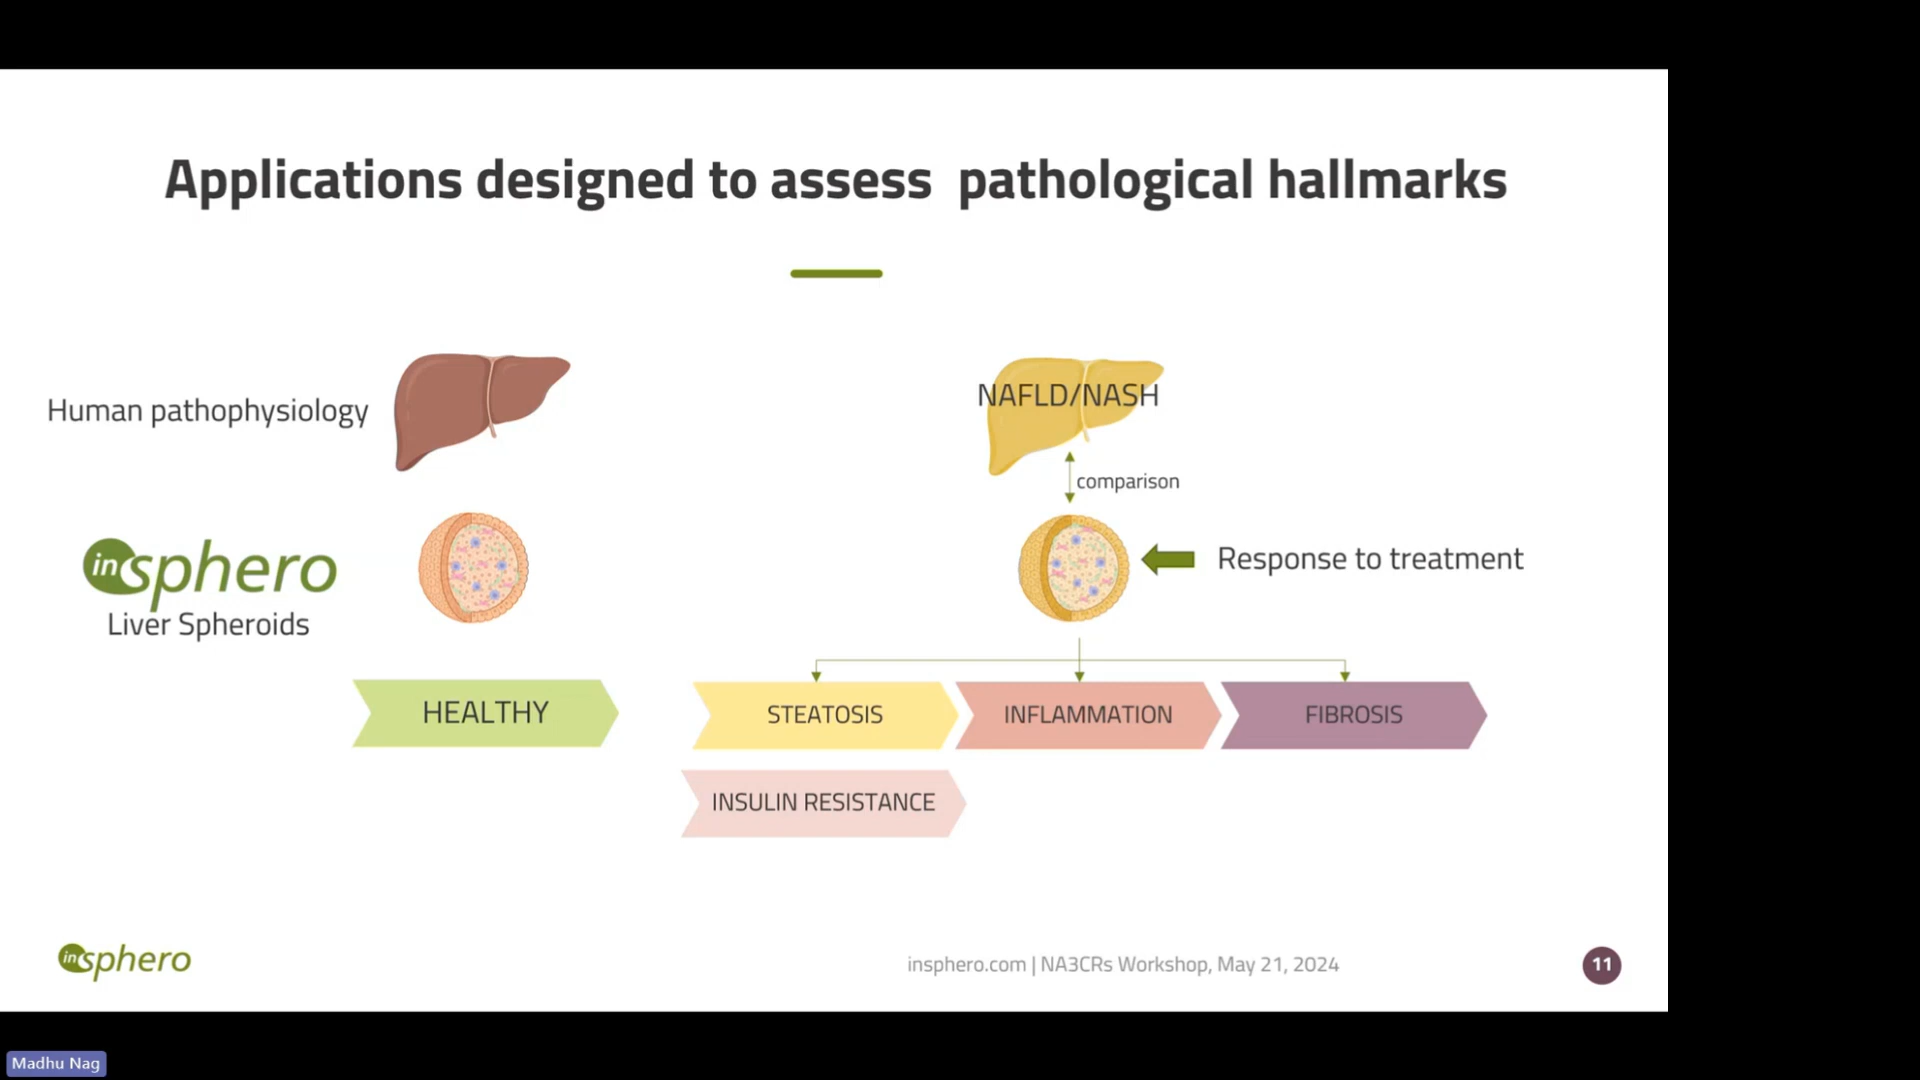 Applications designed to assess  pathological hallmarks
Human pathophysiology
NAFLD/NASH
comparison
insphero
Liver Spheroids
Response to treatment
HEALTHY
STEATOSIS
INFLAMMATION
FIBROSIS
INSULIN RESISTANCE
insphero
insphero.com | NA3CRs Workshop, May 21, 2024
11
Madhu Nag